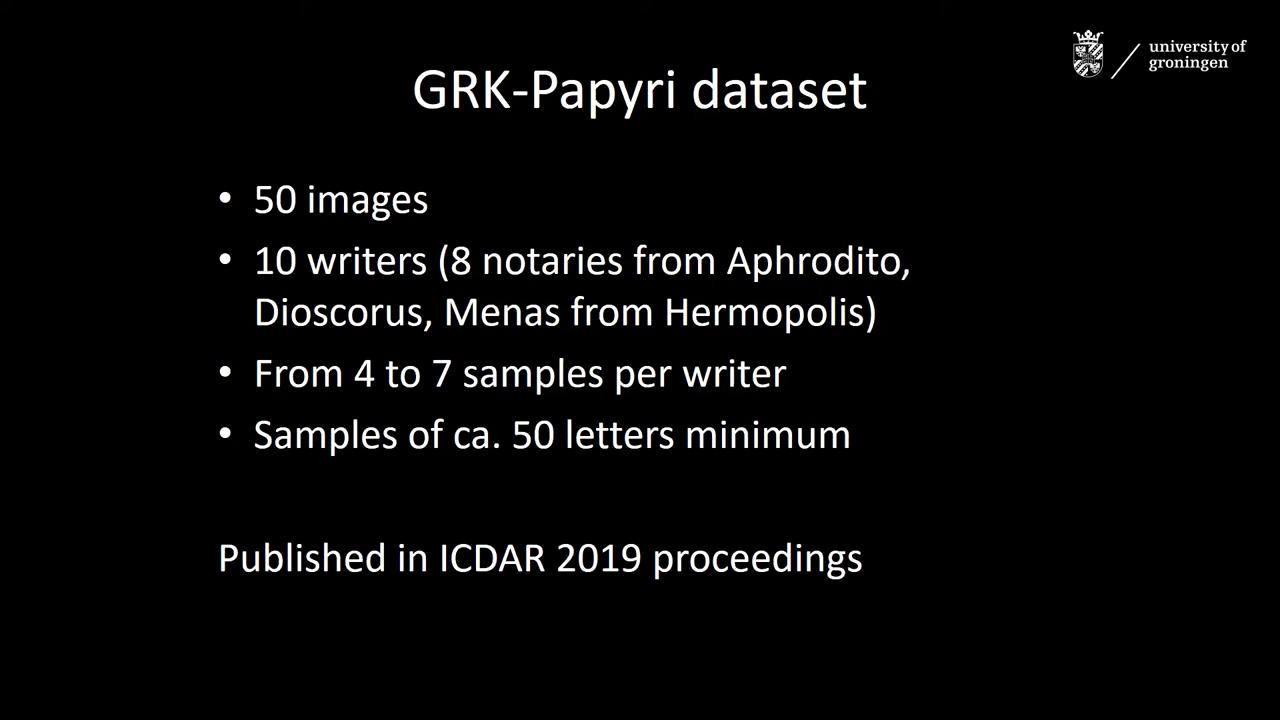 university of
groningen
GRK-Papyri dataset
• 50 images
• 10 writers (8 notaries from Aphrodito,
Dioscorus, Menas from Hermopolis)
• From 4 to 7 samples per writer
• Samples of ca. 50 letters minimum
Published in ICDAR 2019 proceedings